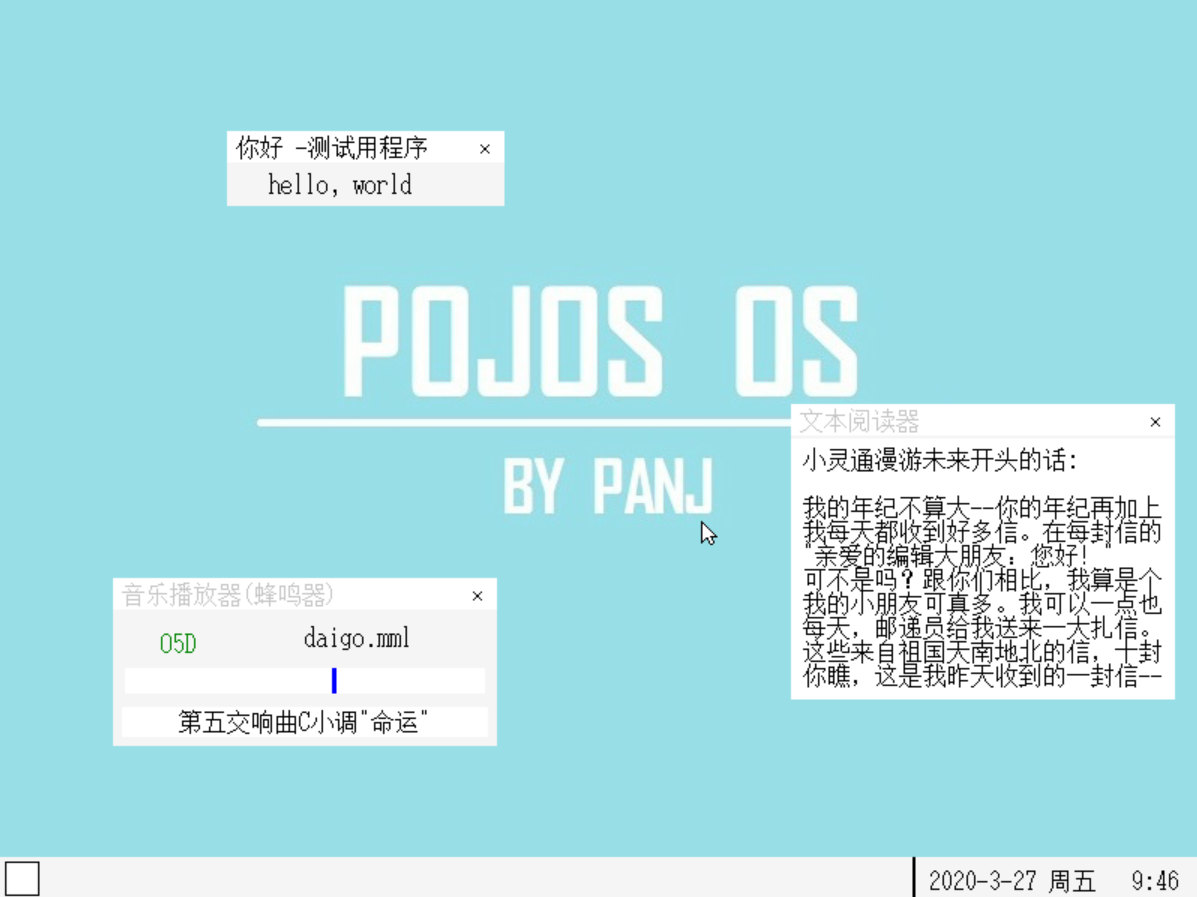 你好 -测试用程序 ×
hello, world
POJOS OS
BY PANJ
文本阅读器 ×
小灵通漫游未来开头的话:
我的年纪不算大--你的年纪再加上
我每天都收到好多信。在每封信的
"亲爱的编辑大朋友：您好！"
可不是吗？跟你们相比，我算是个
我的小朋友可真多。我可以一点也
每天，邮递员给我送来一大扎信。
这些来自祖国天南地北的信，十封
你瞧，这是我昨天收到的一封信--
音乐播放器(蜂鸣器) ×
O5D daigo.mml
第五交响曲C小调"命运"
2020-3-27 周五 9:46